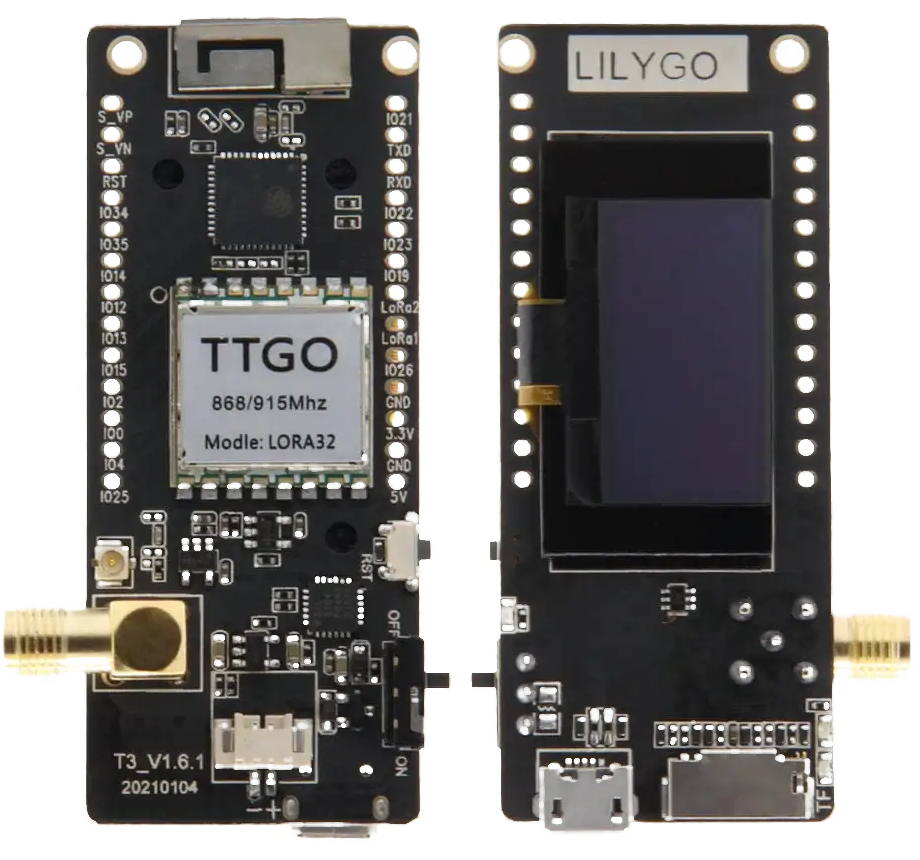 S_VP
S_VN
RST
IO34
IO35
IO14
IO12
IO13
IO15
IO2
IO0
IO4
IO25
IO21
TXD
RXD
IO22
IO23
IO19
LoRa2
LoRa1
IO26
GND
3.3V
GND
5V
TTGO
868/915Mhz
Modle: LORA32
RST
OFF
ON
T3_V1.6.1
20210104
- +
LILYGO
TF